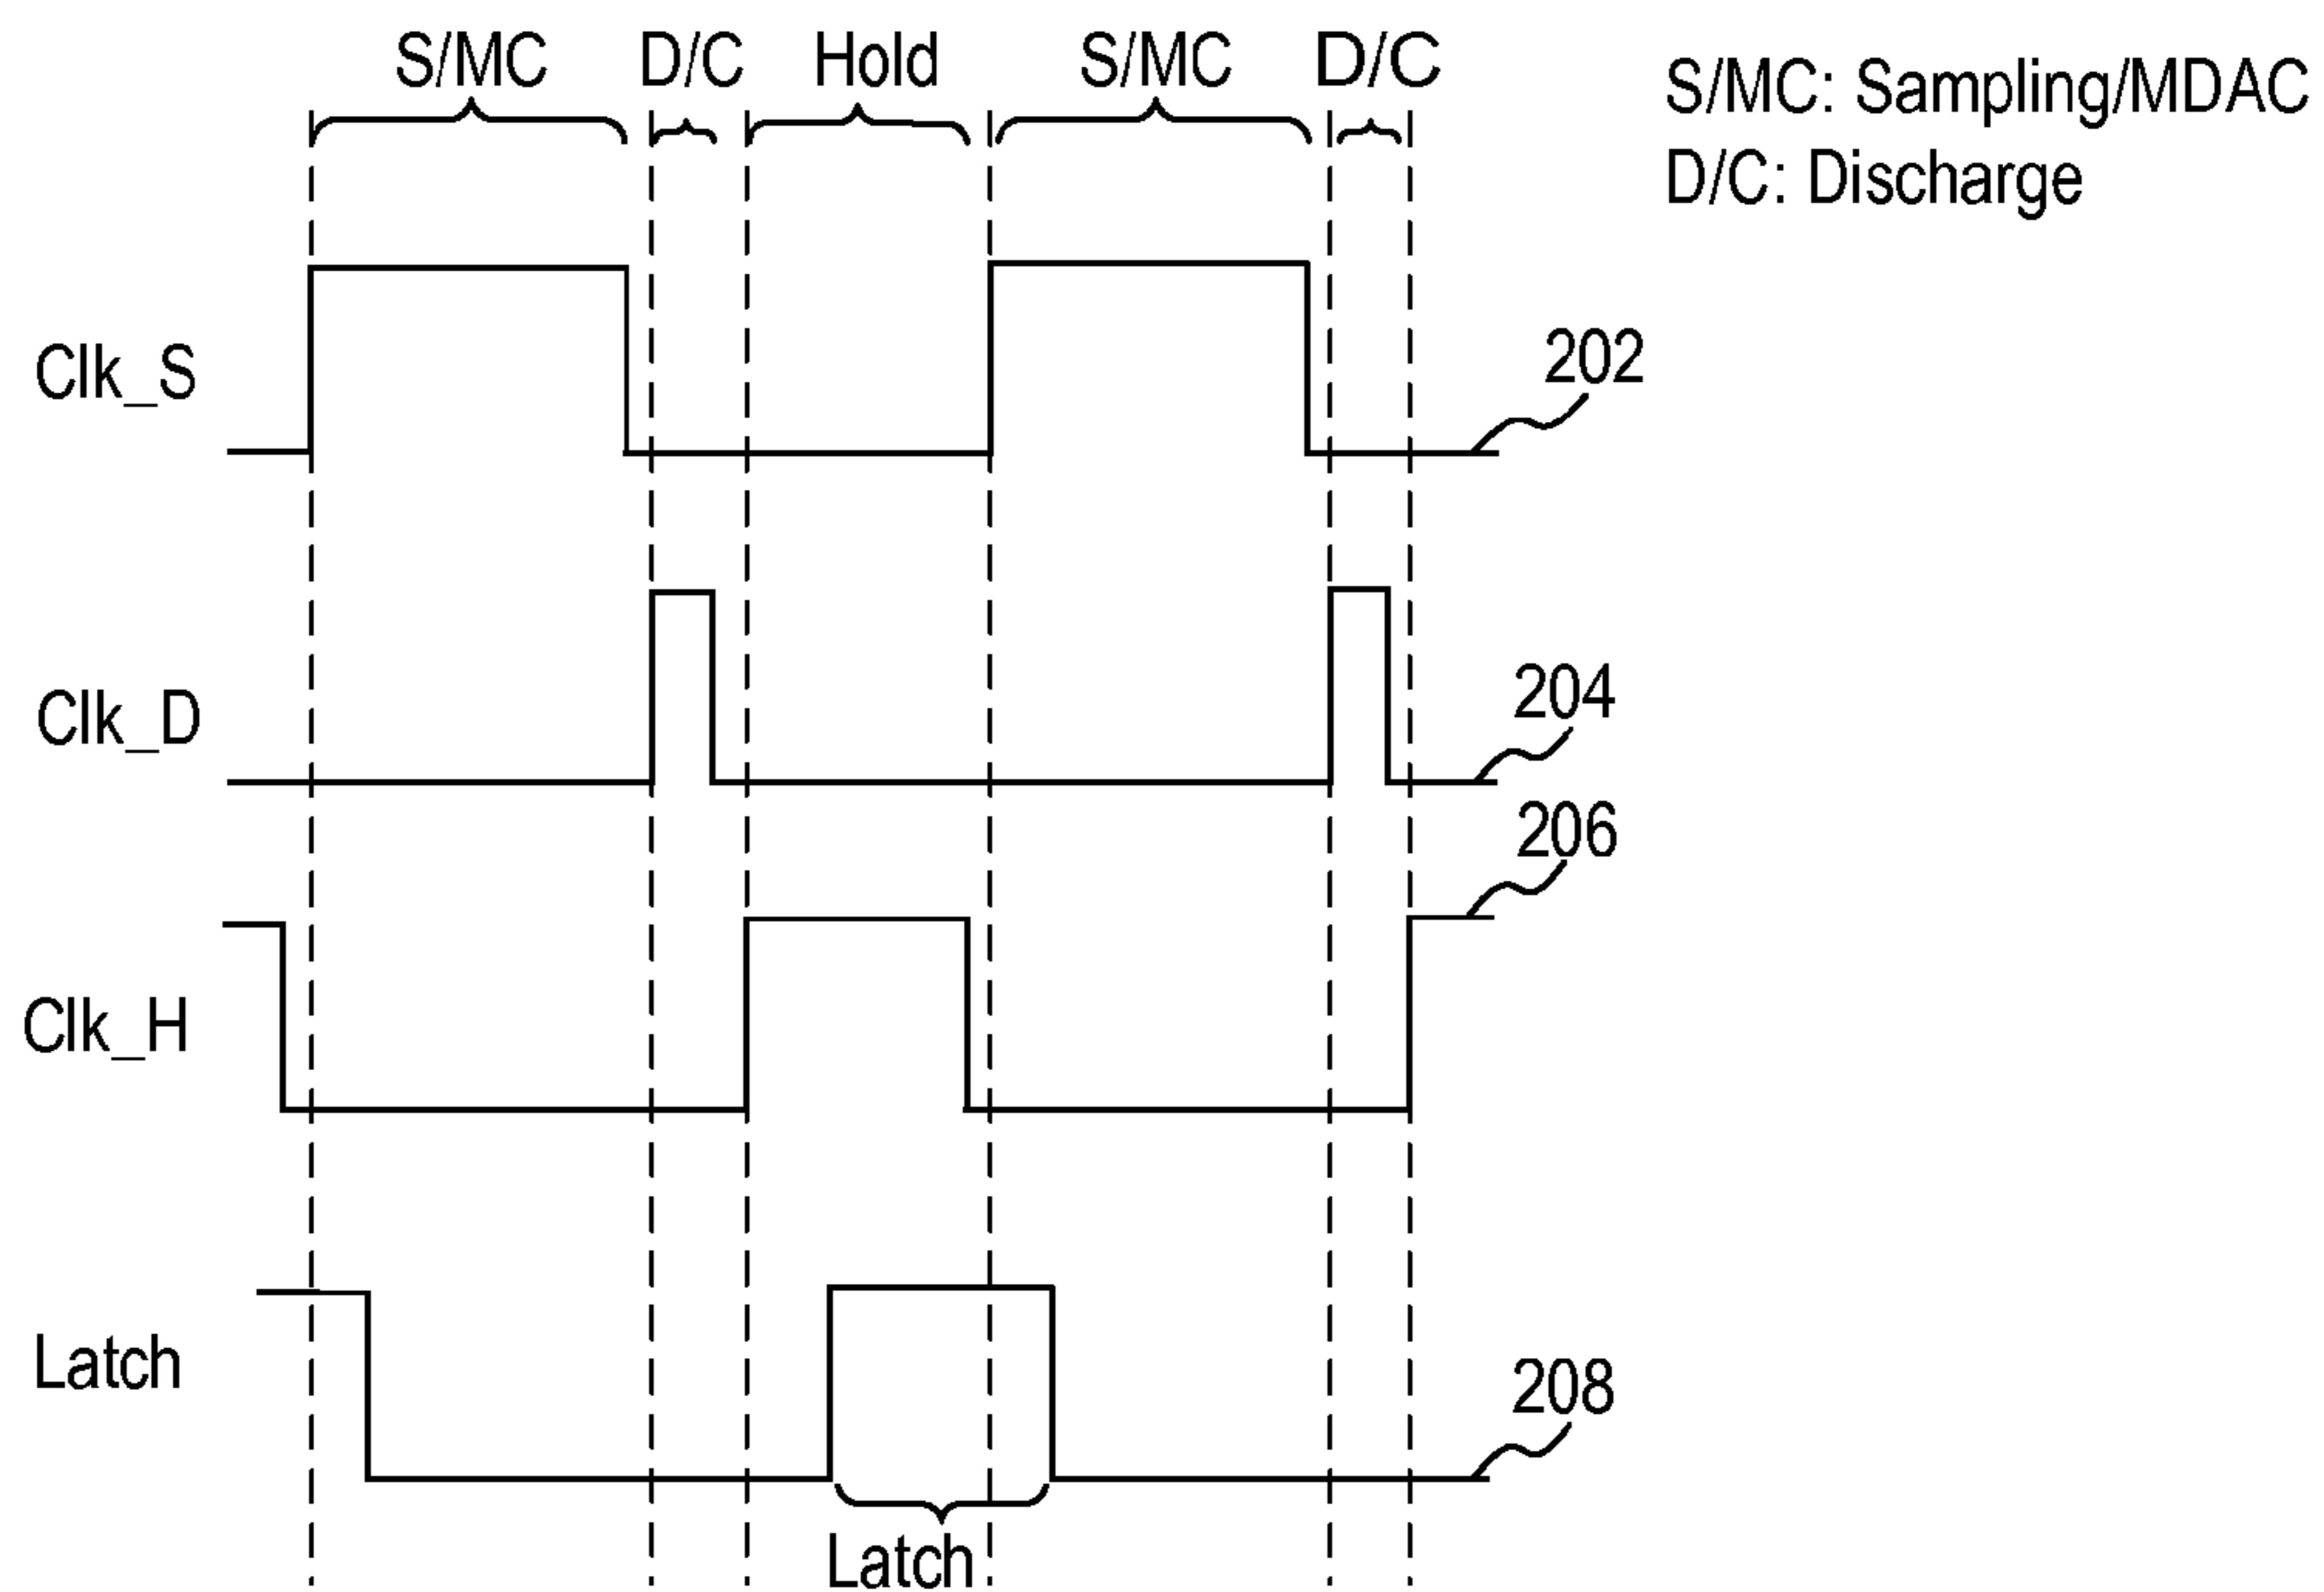 S/MC D/C Hold S/MC D/C
S/MC: Sampling/MDAC
D/C: Discharge
Clk_S
202
Clk_D
204
206
Clk_H
Latch
208
Latch